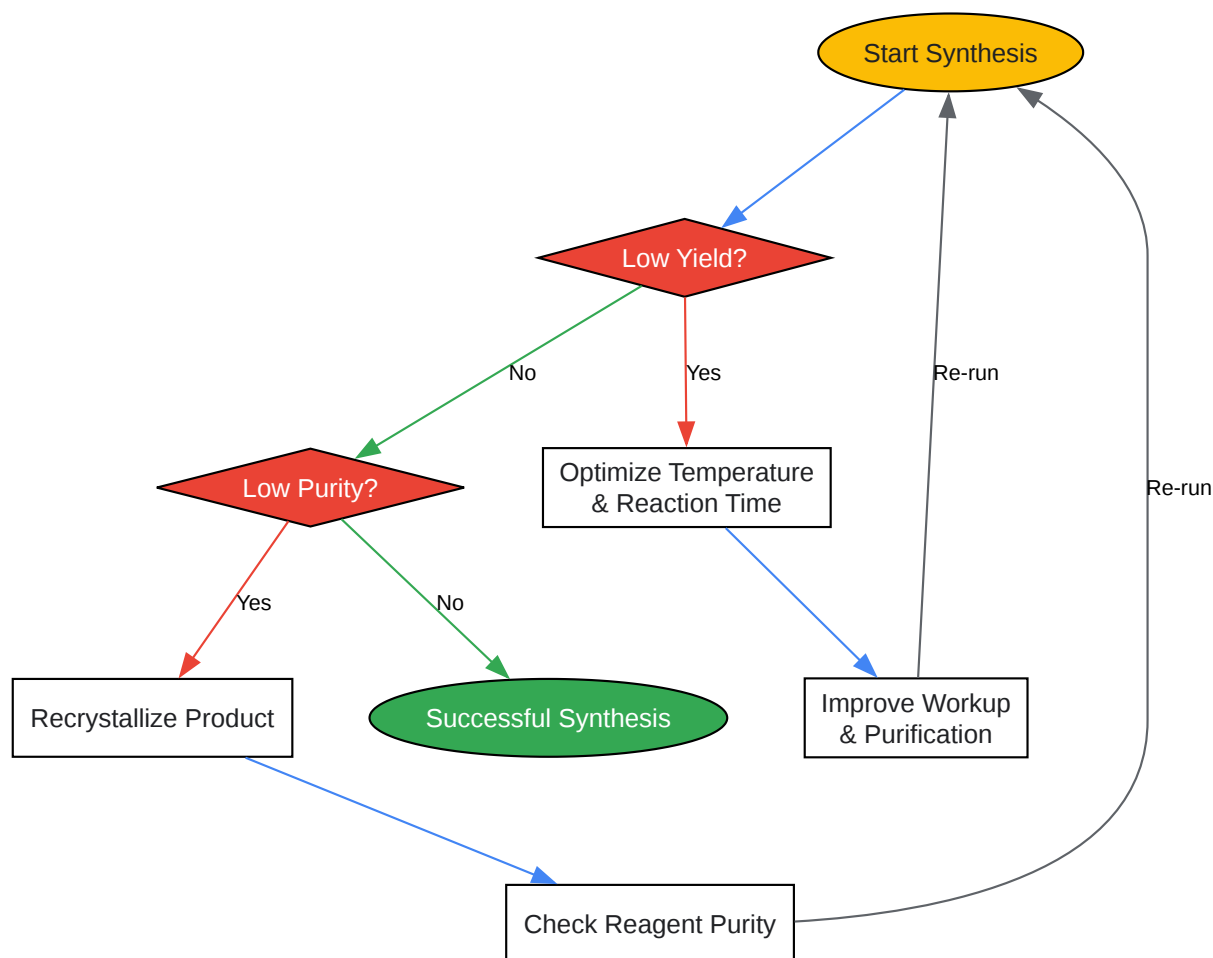 Start Synthesis
Low Yield?
No
Yes
Re-run
Low Purity?
Optimize Temperature
& Reaction Time
Re-run
Yes
No
Recrystallize Product
Successful Synthesis
Improve Workup
& Purification
Check Reagent Purity